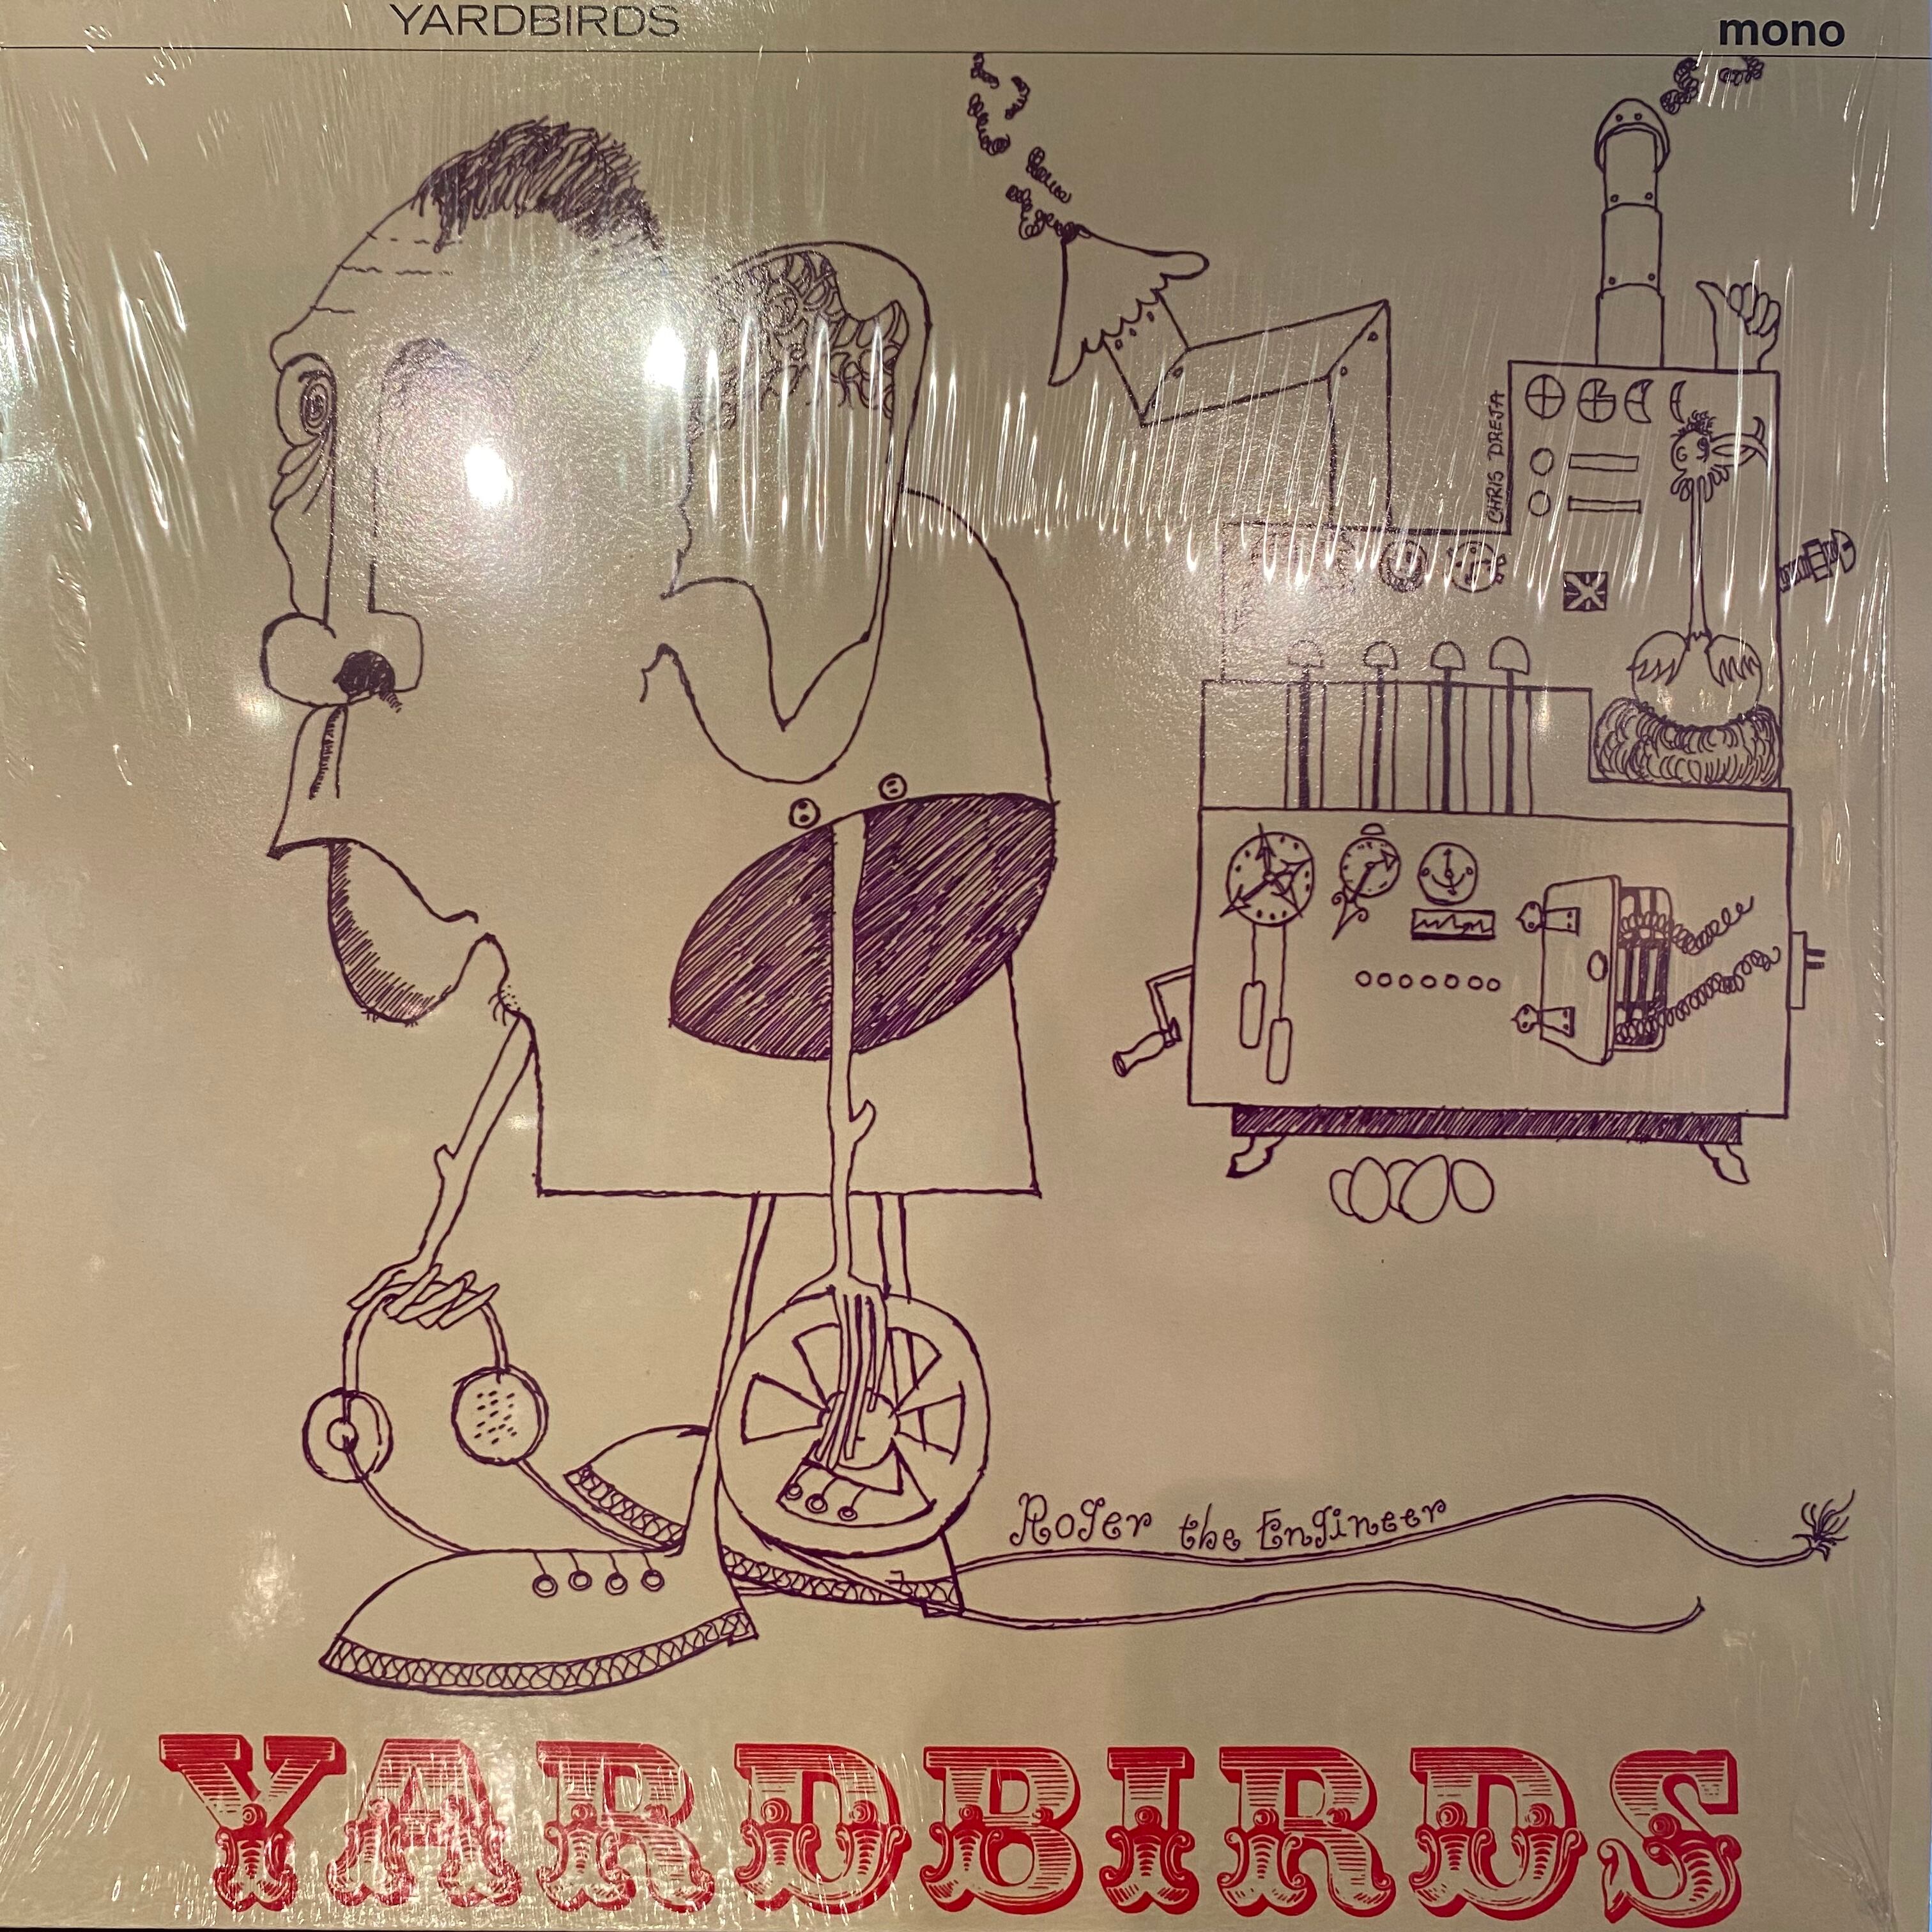 YARDBIRDS
mono
CHRIS DREJA
Roger the Engineer
YARDBIRDS